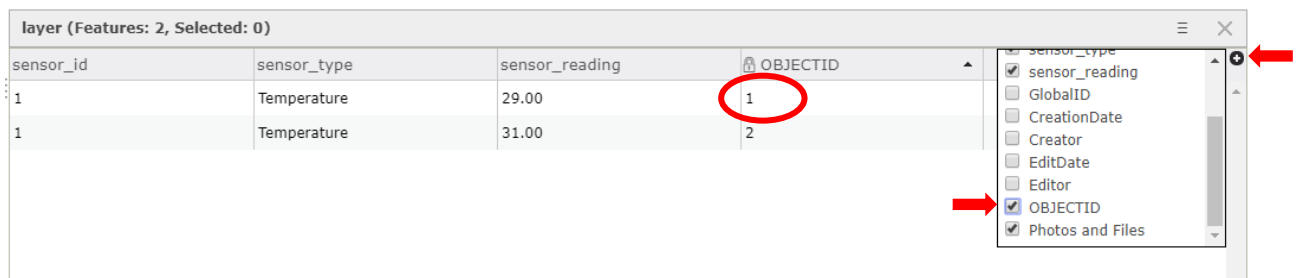 layer (Features: 2, Selected: 0)
sensor_id sensor_type sensor_reading OBJECTID
1 Temperature 29.00 1
1 Temperature 31.00 2
sensor_type
sensor_reading
GlobalID
CreationDate
Creator
EditDate
Editor
OBJECTID
Photos and Files